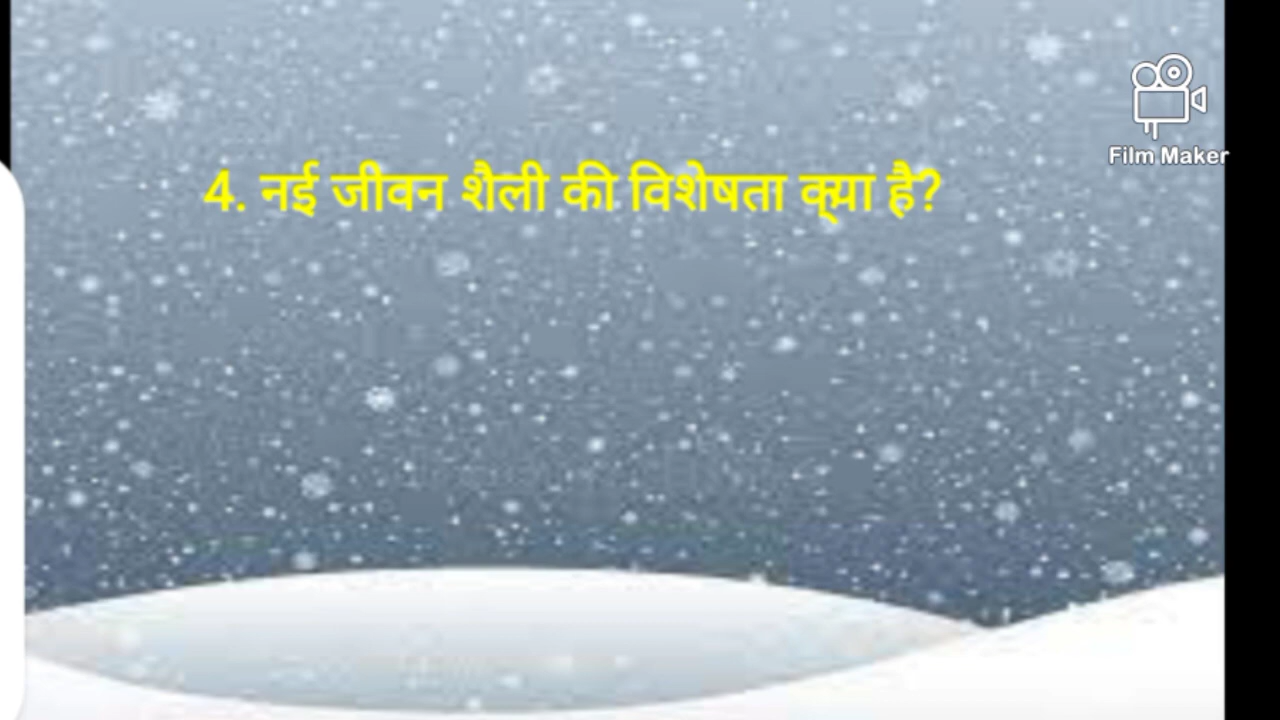 Film Maker
4. नई जीवन शैली की विशेषता क्या है?